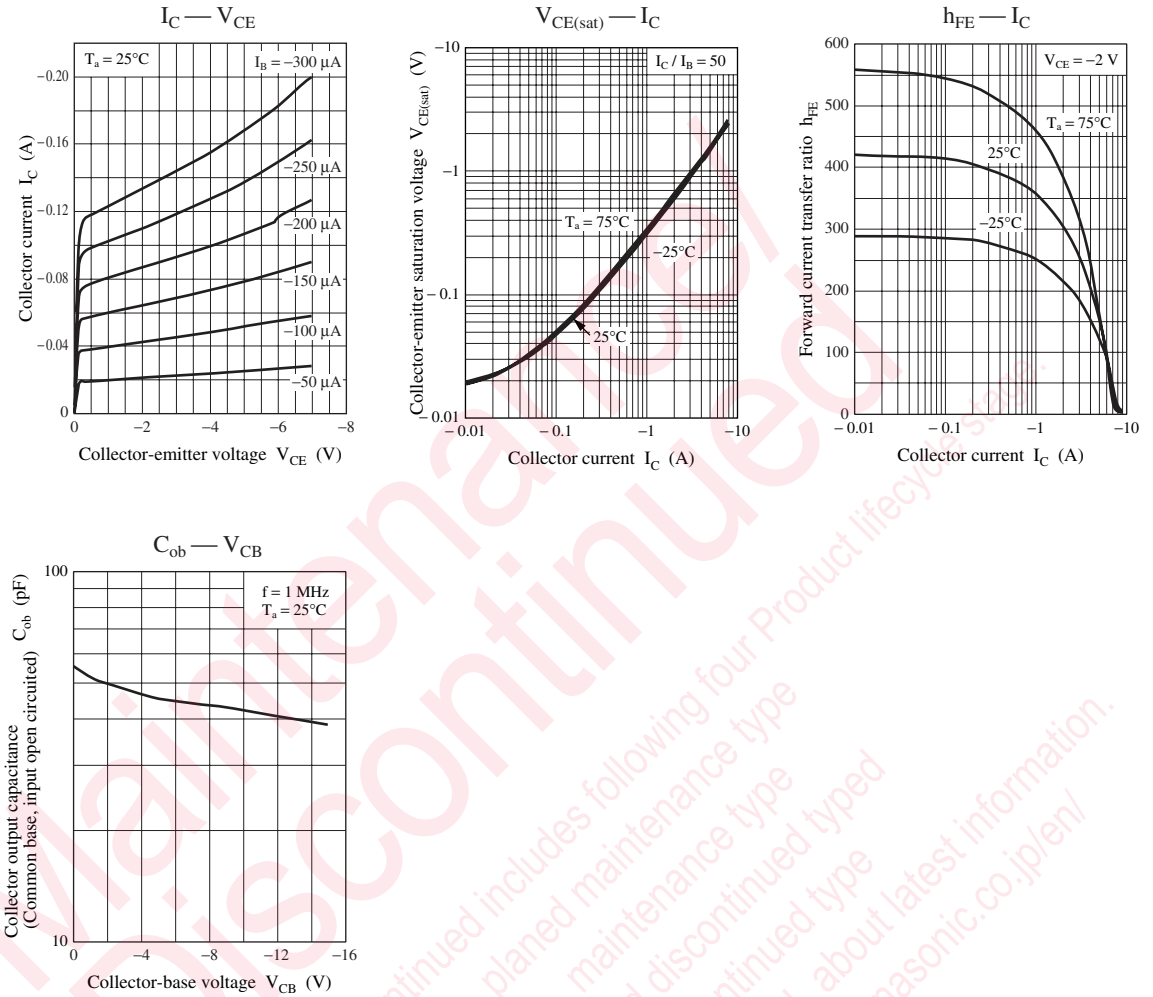 I_C — V_CE
T_a = 25°C
I_B = −300 µA
−250 µA
−200 µA
−150 µA
−100 µA
−50 µA
−0.20
−0.16
−0.12
−0.08
−0.04
0
0
−2
−4
−6
−8
Collector current I_C (A)
Collector-emitter voltage V_CE (V)
V_CE(sat) — I_C
I_C / I_B = 50
T_a = 75°C
−25°C
25°C
−10
−1
−0.1
−0.01
−0.01
−0.1
−1
−10
Collector-emitter saturation voltage V_CE(sat) (V)
Collector current I_C (A)
h_FE — I_C
V_CE = −2 V
T_a = 75°C
25°C
−25°C
600
500
400
300
200
100
0
−0.01
−0.1
−1
−10
Forward current transfer ratio h_FE
Collector current I_C (A)
C_ob — V_CB
f = 1 MHz
T_a = 25°C
100
10
0
−4
−8
−12
−16
Collector output capacitance
(Common base, input open circuited) C_ob (pF)
Collector-base voltage V_CB (V)
Maintenance/
Discontinued
includes following four Product lifecycle stage.
planed maintenance type
maintenance type
discontinued typed
type
about latest information.